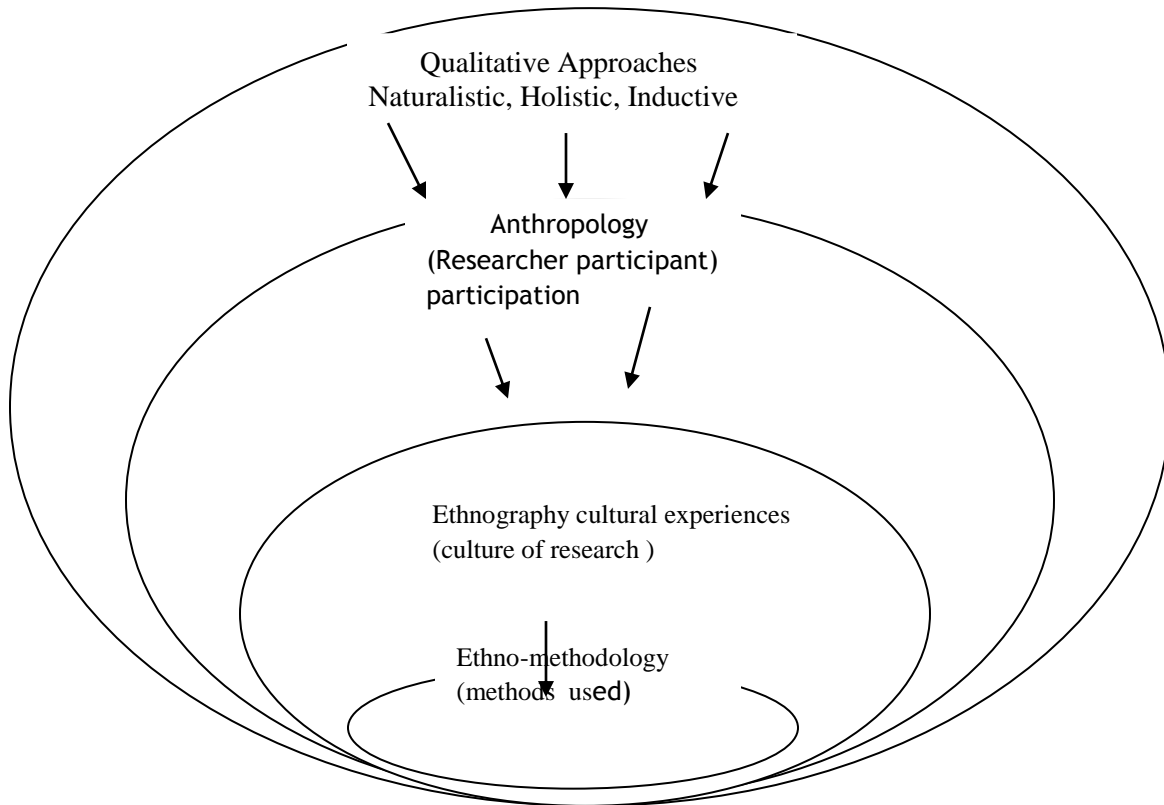 Qualitative Approaches
Naturalistic, Holistic, Inductive
Anthropology
(Researcher participant)
participation
Ethnography cultural experiences
(culture of research )
Ethno-methodology
(methods used)